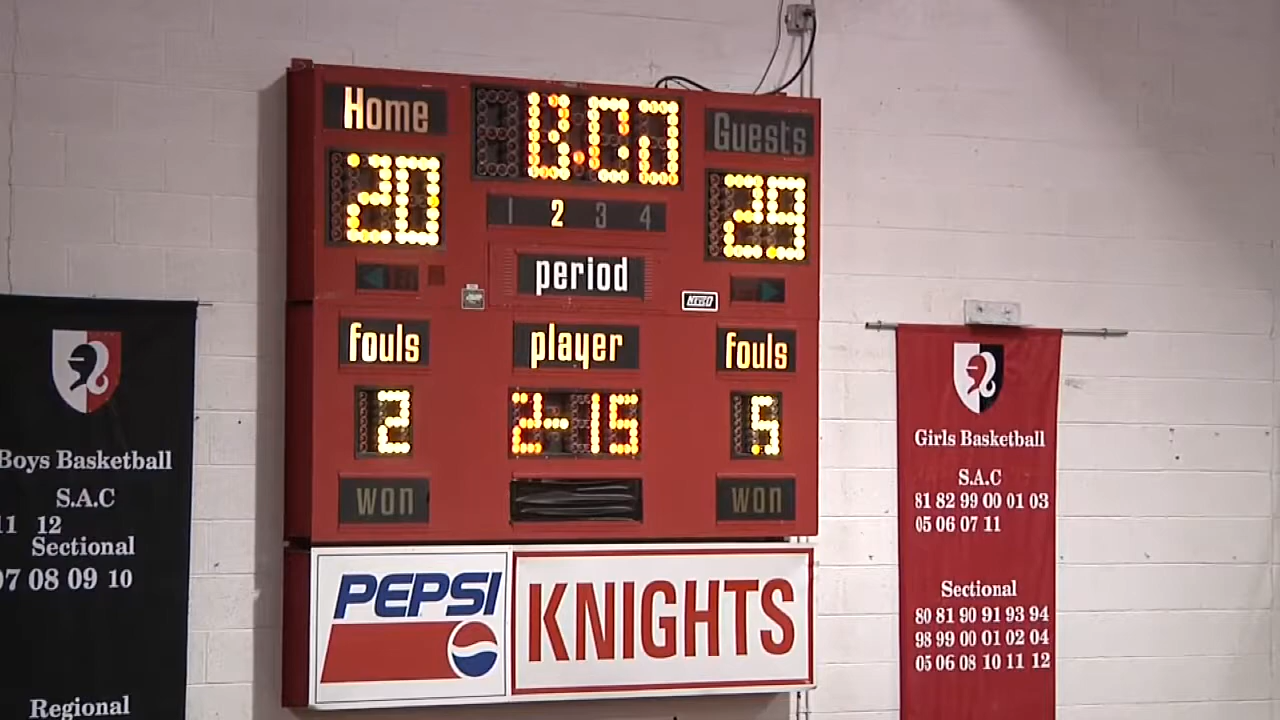 Home
Guests
20
29
1 2 3 4
period
fouls player fouls
2 2-15 5
won won
PEPSI KNIGHTS
Boys Basketball
S.A.C
11 12
Sectional
07 08 09 10
Regional
Girls Basketball
S.A.C
81 82 99 00 01 03
05 06 07 11
Sectional
80 81 90 91 93 94
98 99 00 01 02 04
05 06 08 10 11 12